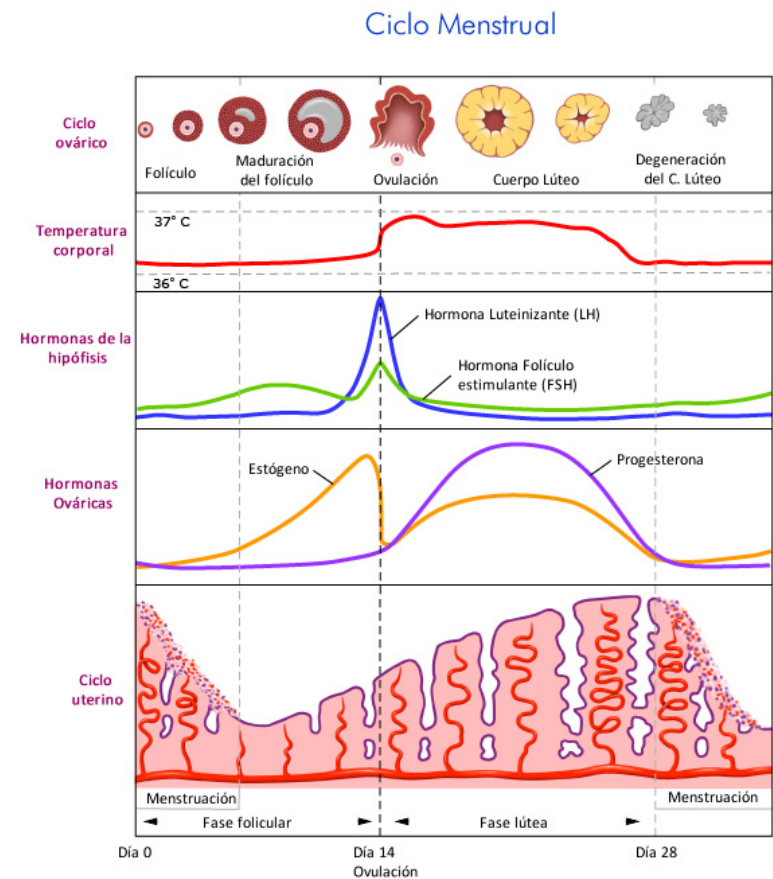 Ciclo Menstrual
Ciclo
ovárico
Folículo
Maduración
del folículo
Ovulación
Cuerpo Lúteo
Degeneración
del C. Lúteo
Temperatura
corporal
37° C
36° C
Hormonas de la
hipófisis
Hormona Luteinizante (LH)
Hormona Folículo
estimulante (FSH)
Hormonas
Ováricas
Estógeno
Progesterona
Ciclo
uterino
Menstruación
Menstruación
Fase folicular
Fase lútea
Día 0
Día 14
Ovulación
Día 28